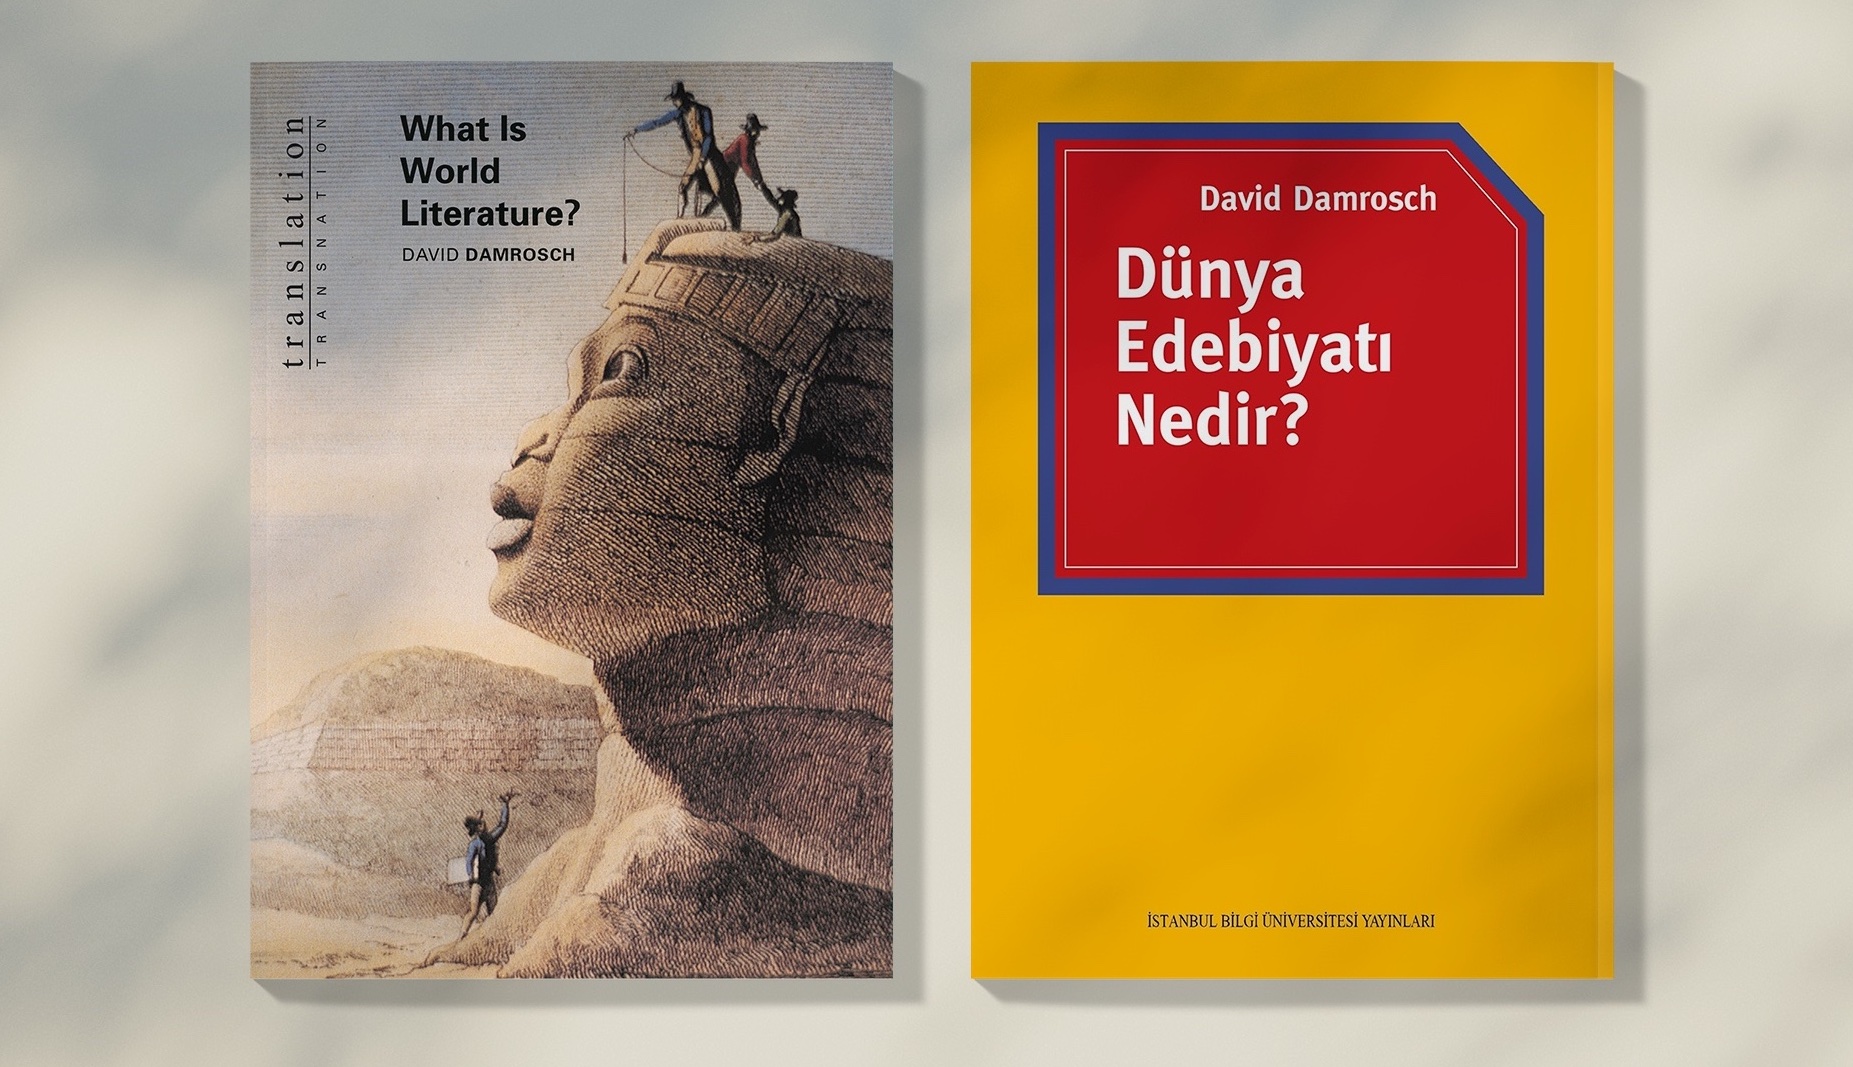 translation
TRANSNATION
What Is
World
Literature?
DAVID DAMROSCH
David Damrosch
Dünya
Edebiyatı
Nedir?
İSTANBUL BİLGİ ÜNİVERSİTESİ YAYINLARI